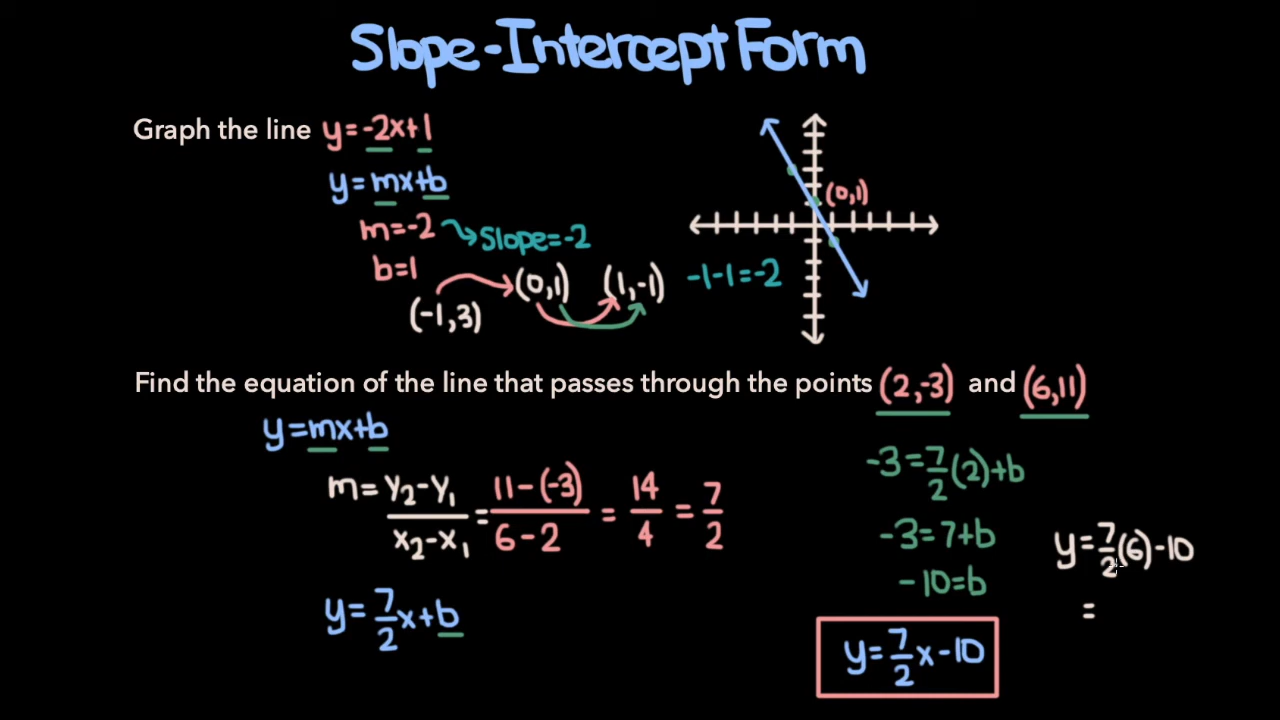 Slope-Intercept Form
Graph the line y=-2x+1
y=mx+b
m=-2 Slope=-2
b=1
(-1,3) (0,1) (1,-1) -1-1=-2
(0,1)
Find the equation of the line that passes through the points (2,-3) and (6,11)
y=mx+b
m= y₂-y₁/x₂-x₁ = 11-(-3)/6-2 = 14/4 = 7/2
y=7/2x+b
-3=7/2(2)+b
-3=7+b
-10=b
y=7/2x-10
y=7/2(6)-10
=